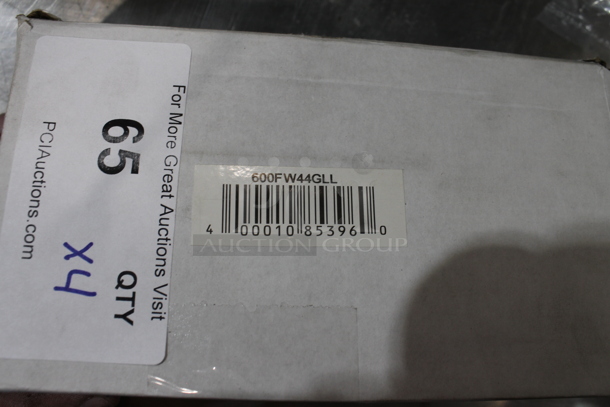 For More Great Auctions Visit
65 QTY
x4
PCIAuctions.com
600FW44GLL
4 00010 85396 0
AUCTION GROUP